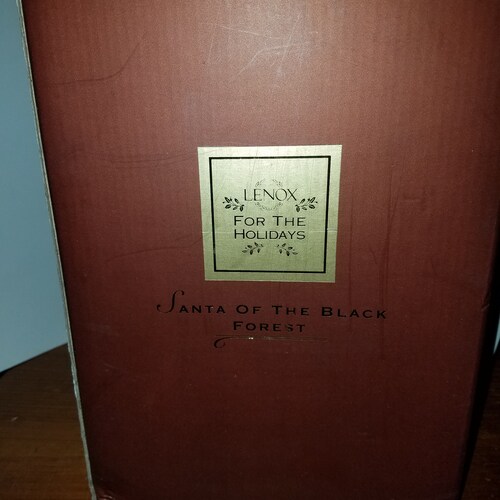 LENOX
FOR THE
HOLIDAYS
SANTA OF THE BLACK
FOREST